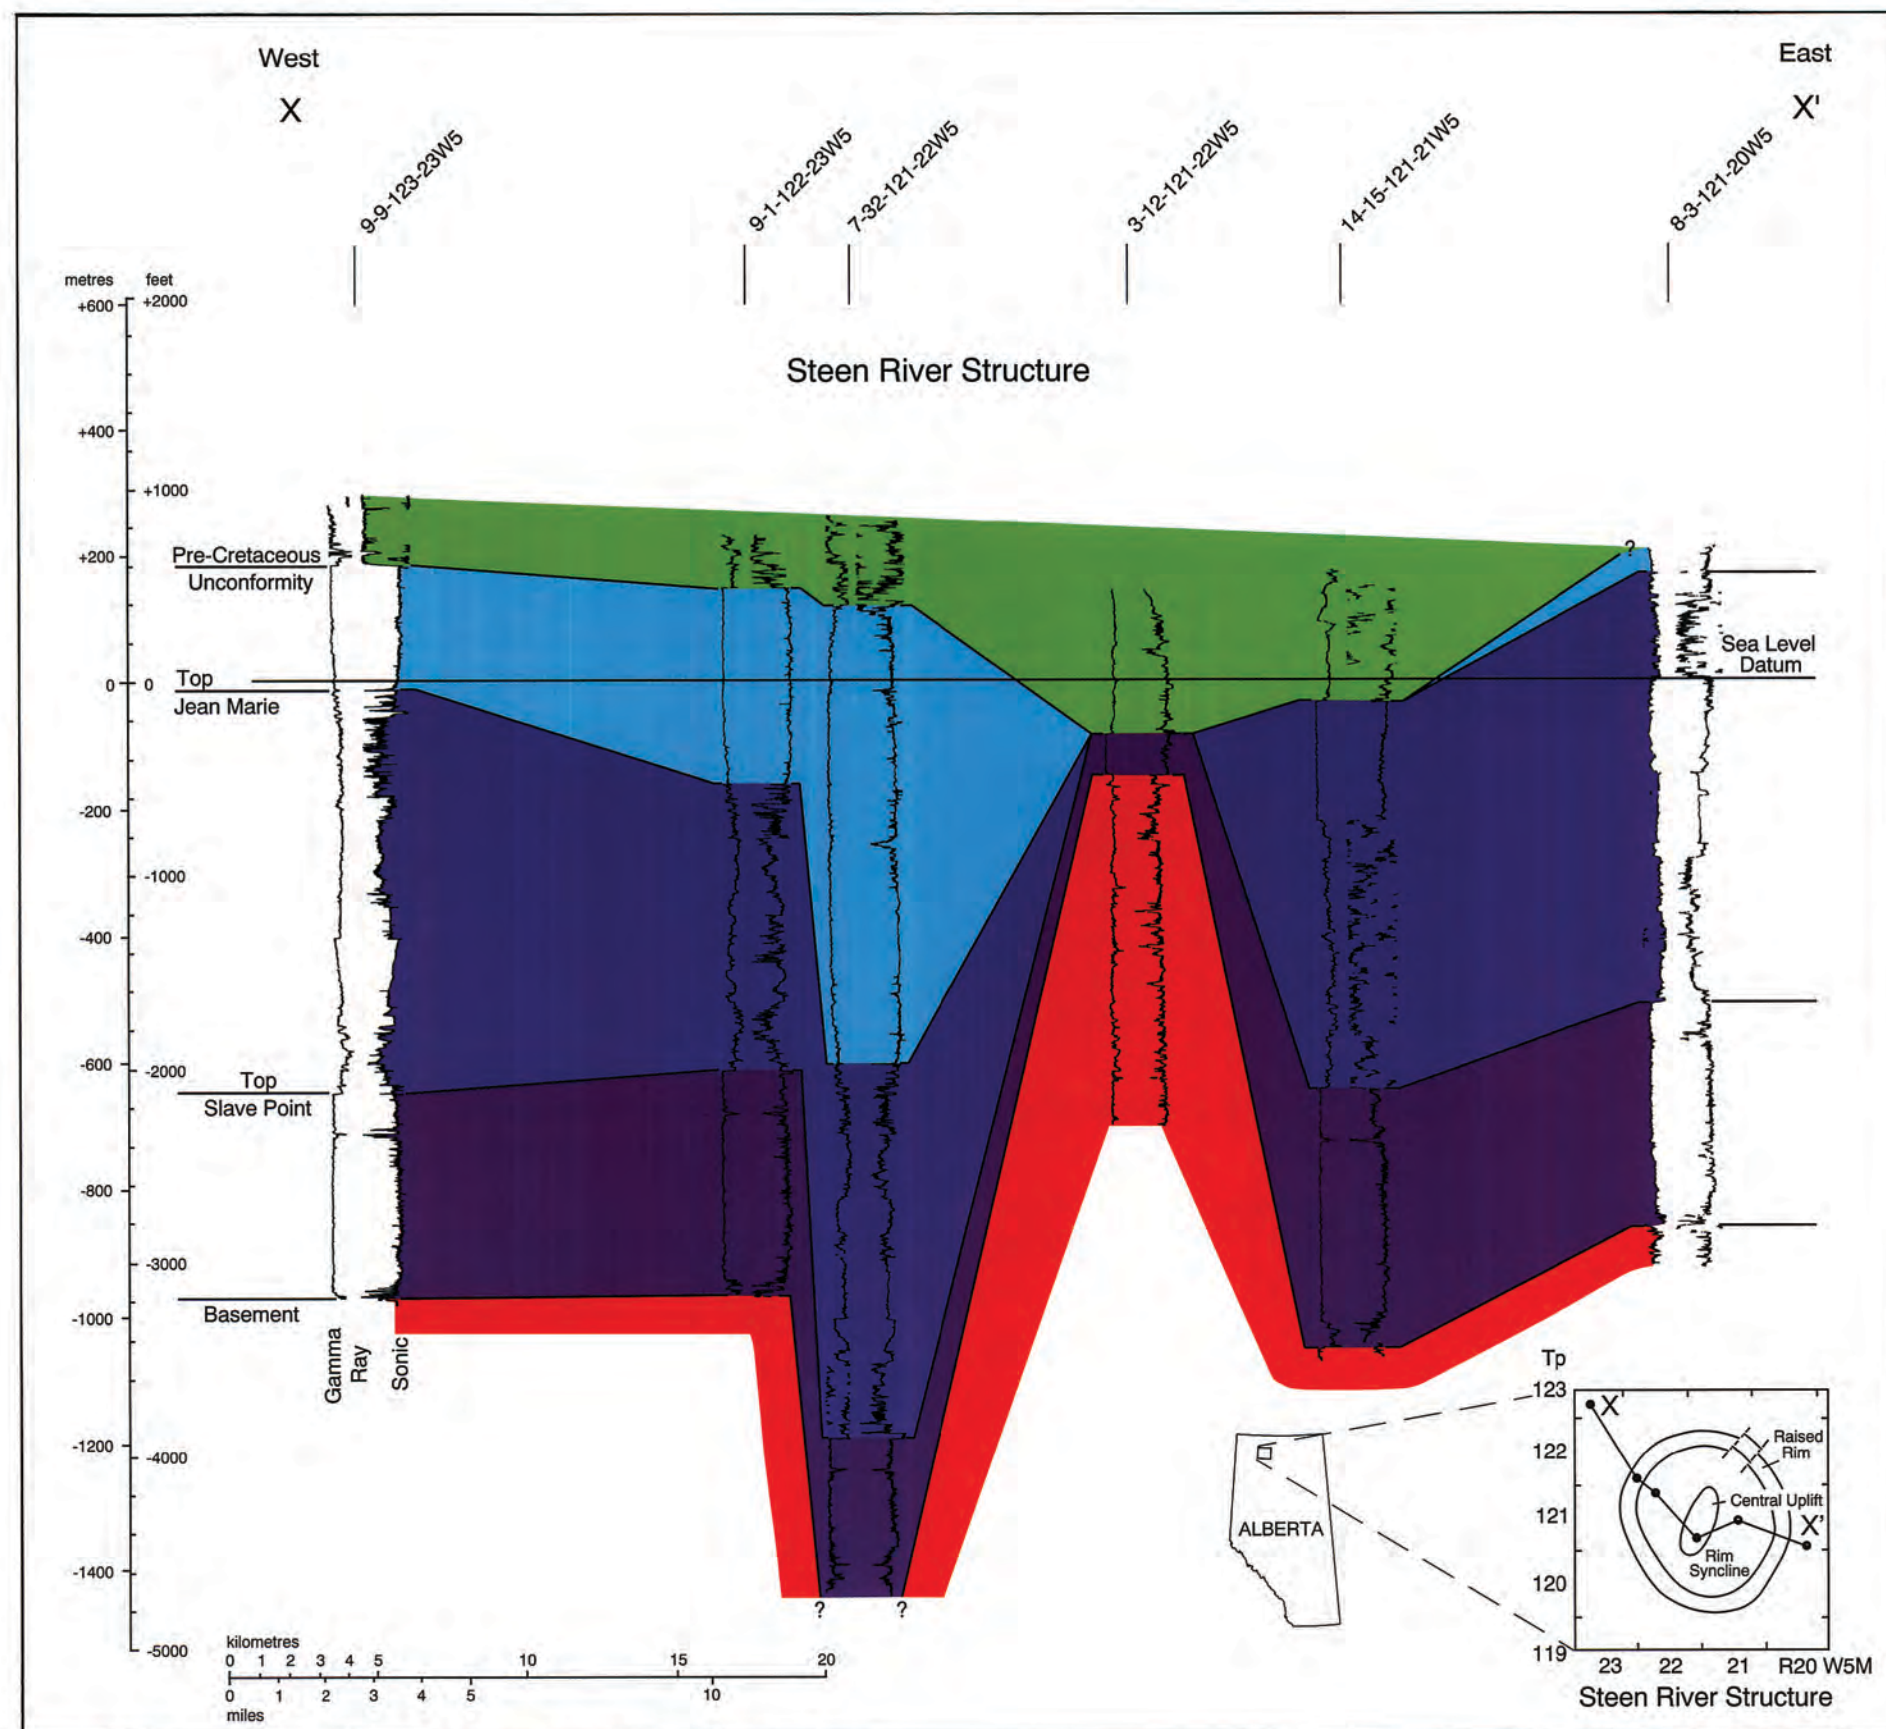 West
East
X
X'
9-9-123-23W5
9-1-122-23W5
7-32-121-22W5
3-12-121-22W5
14-15-121-21W5
8-3-121-20W5
metres
feet
+600
+2000
Steen River Structure
+400
+1000
+200
Pre-Cretaceous
Unconformity
?
Sea Level
Datum
0
0
Top
Jean Marie
-200
-1000
-400
-600
-2000
Top
Slave Point
-800
-3000
-1000
Basement
Gamma
Ray
Sonic
-1200
-4000
-1400
?
?
-5000
kilometres
0 1 2 3 4 5 10 15 20
0 1 2 3 4 5 10
miles
ALBERTA
Tp
123
122
121
120
119
X
Raised
Rim
Central Uplift
X'
Rim
Syncline
23 22 21 R20 W5M
Steen River Structure